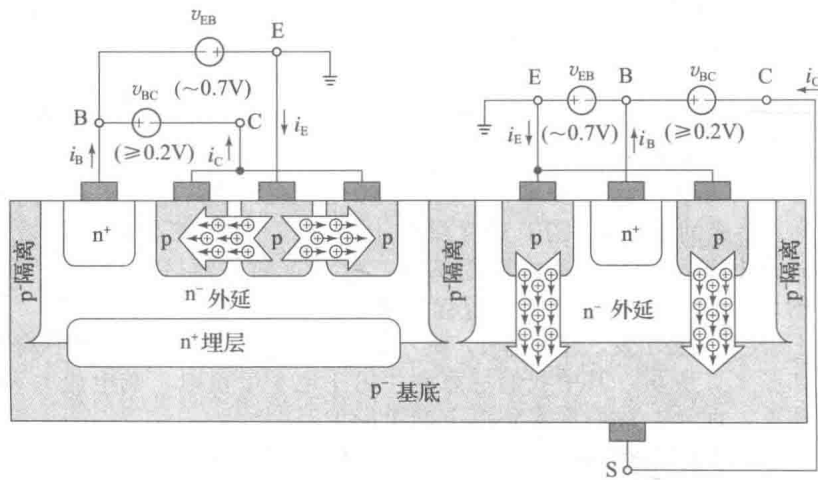 v_EB
E
− +
(~0.7V)
v_BC
B
+ −
C
(≥0.2V)
i_B
i_C
i_E
E
v_EB
B
v_BC
C
i_C
+ −
+ −
i_E
(~0.7V)
i_B
(≥0.2V)
p⁻隔离
n⁺
p
p
p
n⁻外延
n⁺埋层
p⁻隔离
p
n⁺
p
n⁻外延
p⁻隔离
p⁻基底
S